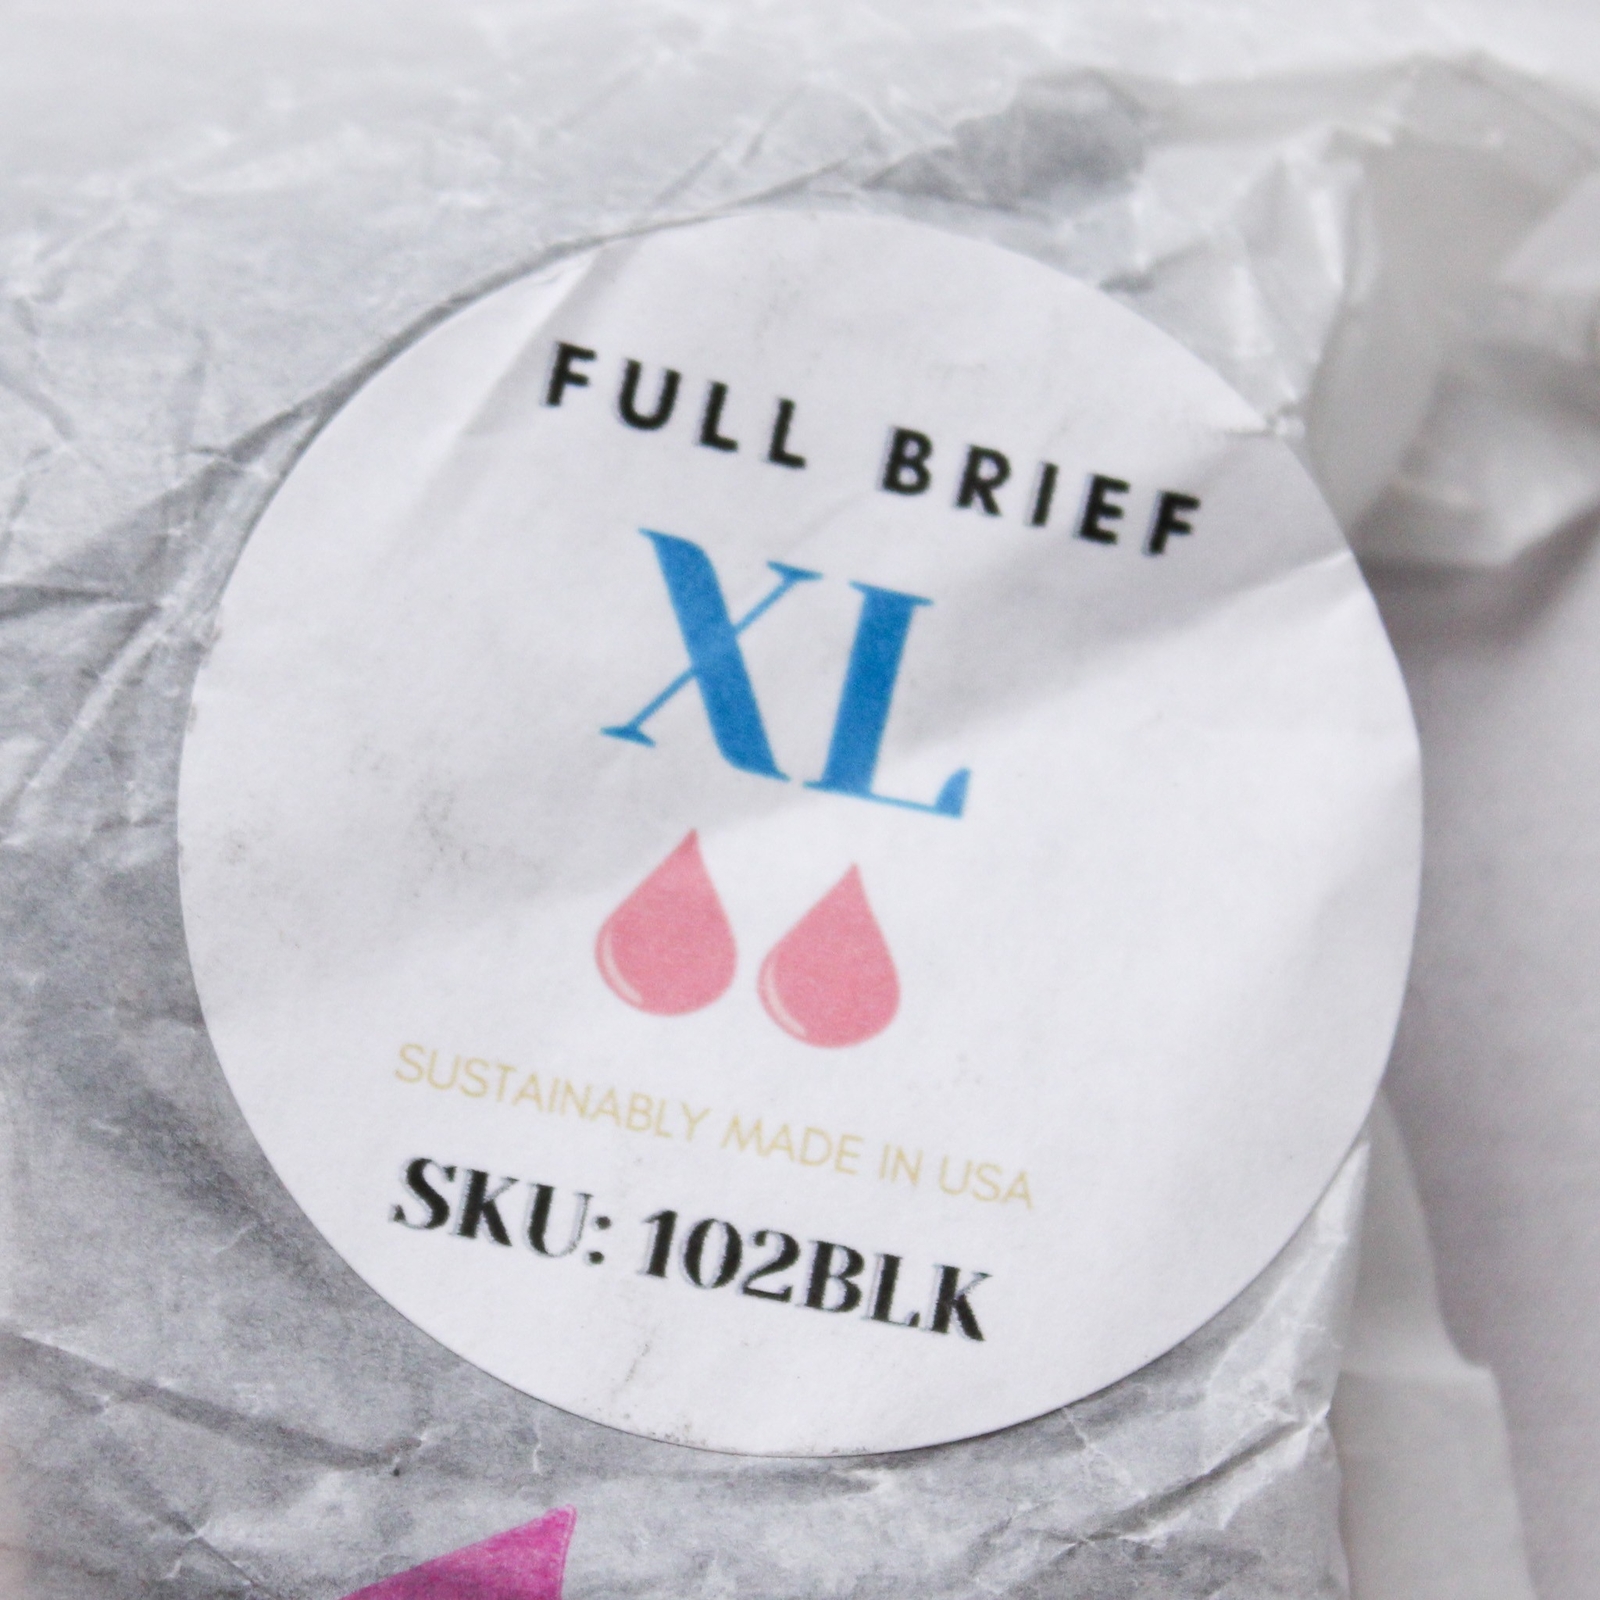 FULL BRIEF
XL
SUSTAINABLY MADE IN USA
SKU: 102BLK